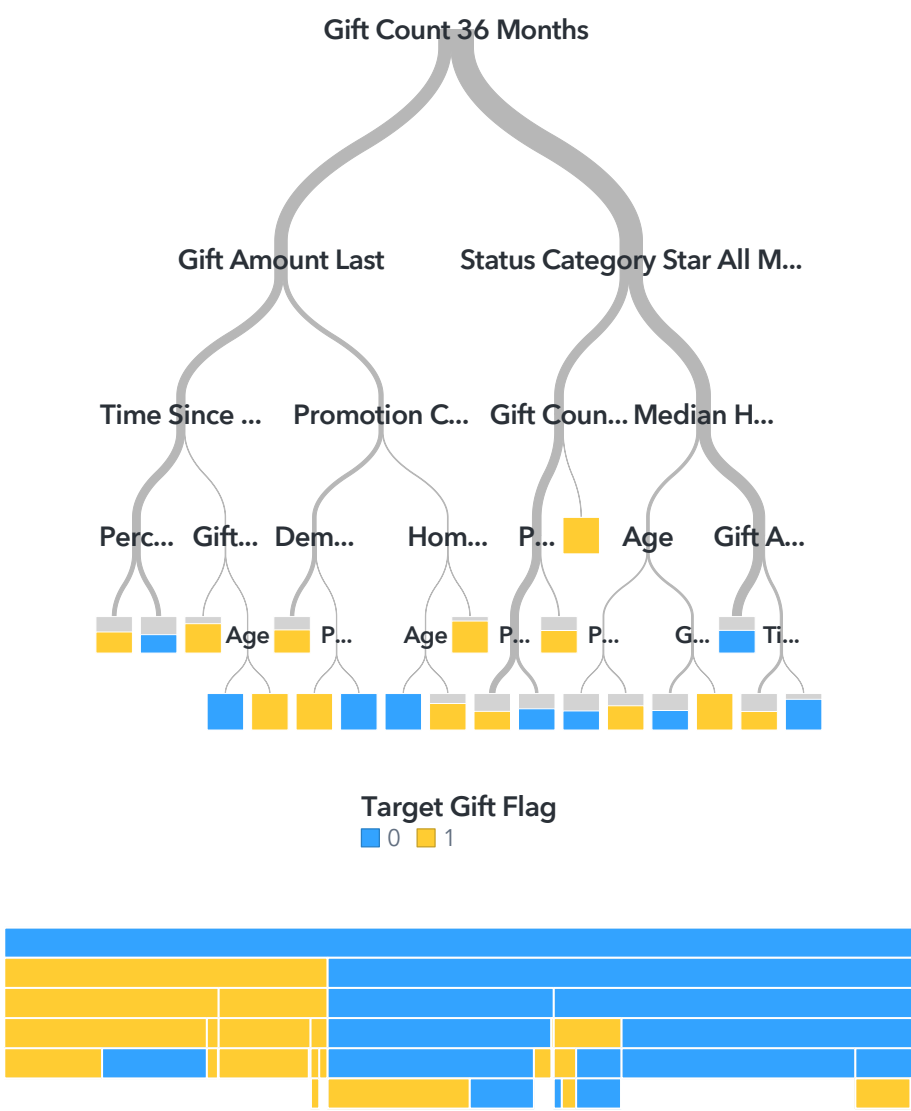 Gift Count 36 Months
Gift Amount Last Status Category Star All M...
Time Since ... Promotion C... Gift Coun... Median H...
Perc... Gift... Dem... Hom... P... Age Gift A...
Age P... Age P... P... G... Ti...
Target Gift Flag
0 1